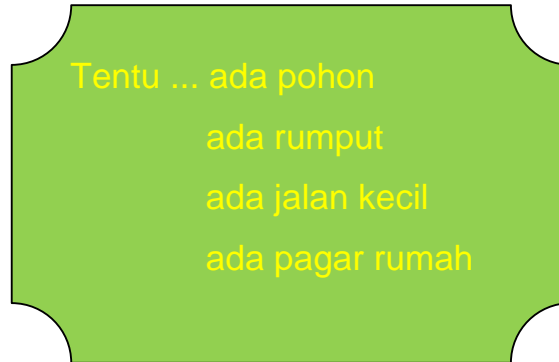 Tentu ... ada pohon
ada rumput
ada jalan kecil
ada pagar rumah